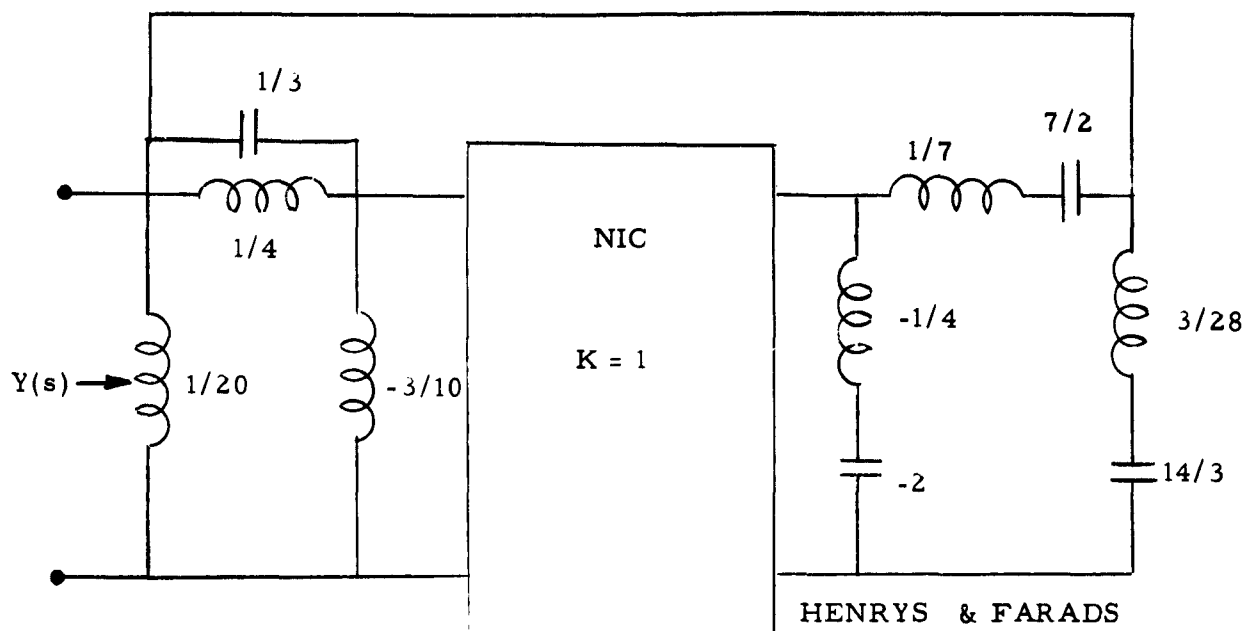 1/3
7/2
1/7
1/4
NIC
-1/4
3/28
K = 1
Y(s)
1/20
-3/10
-2
14/3
HENRYS & FARADS